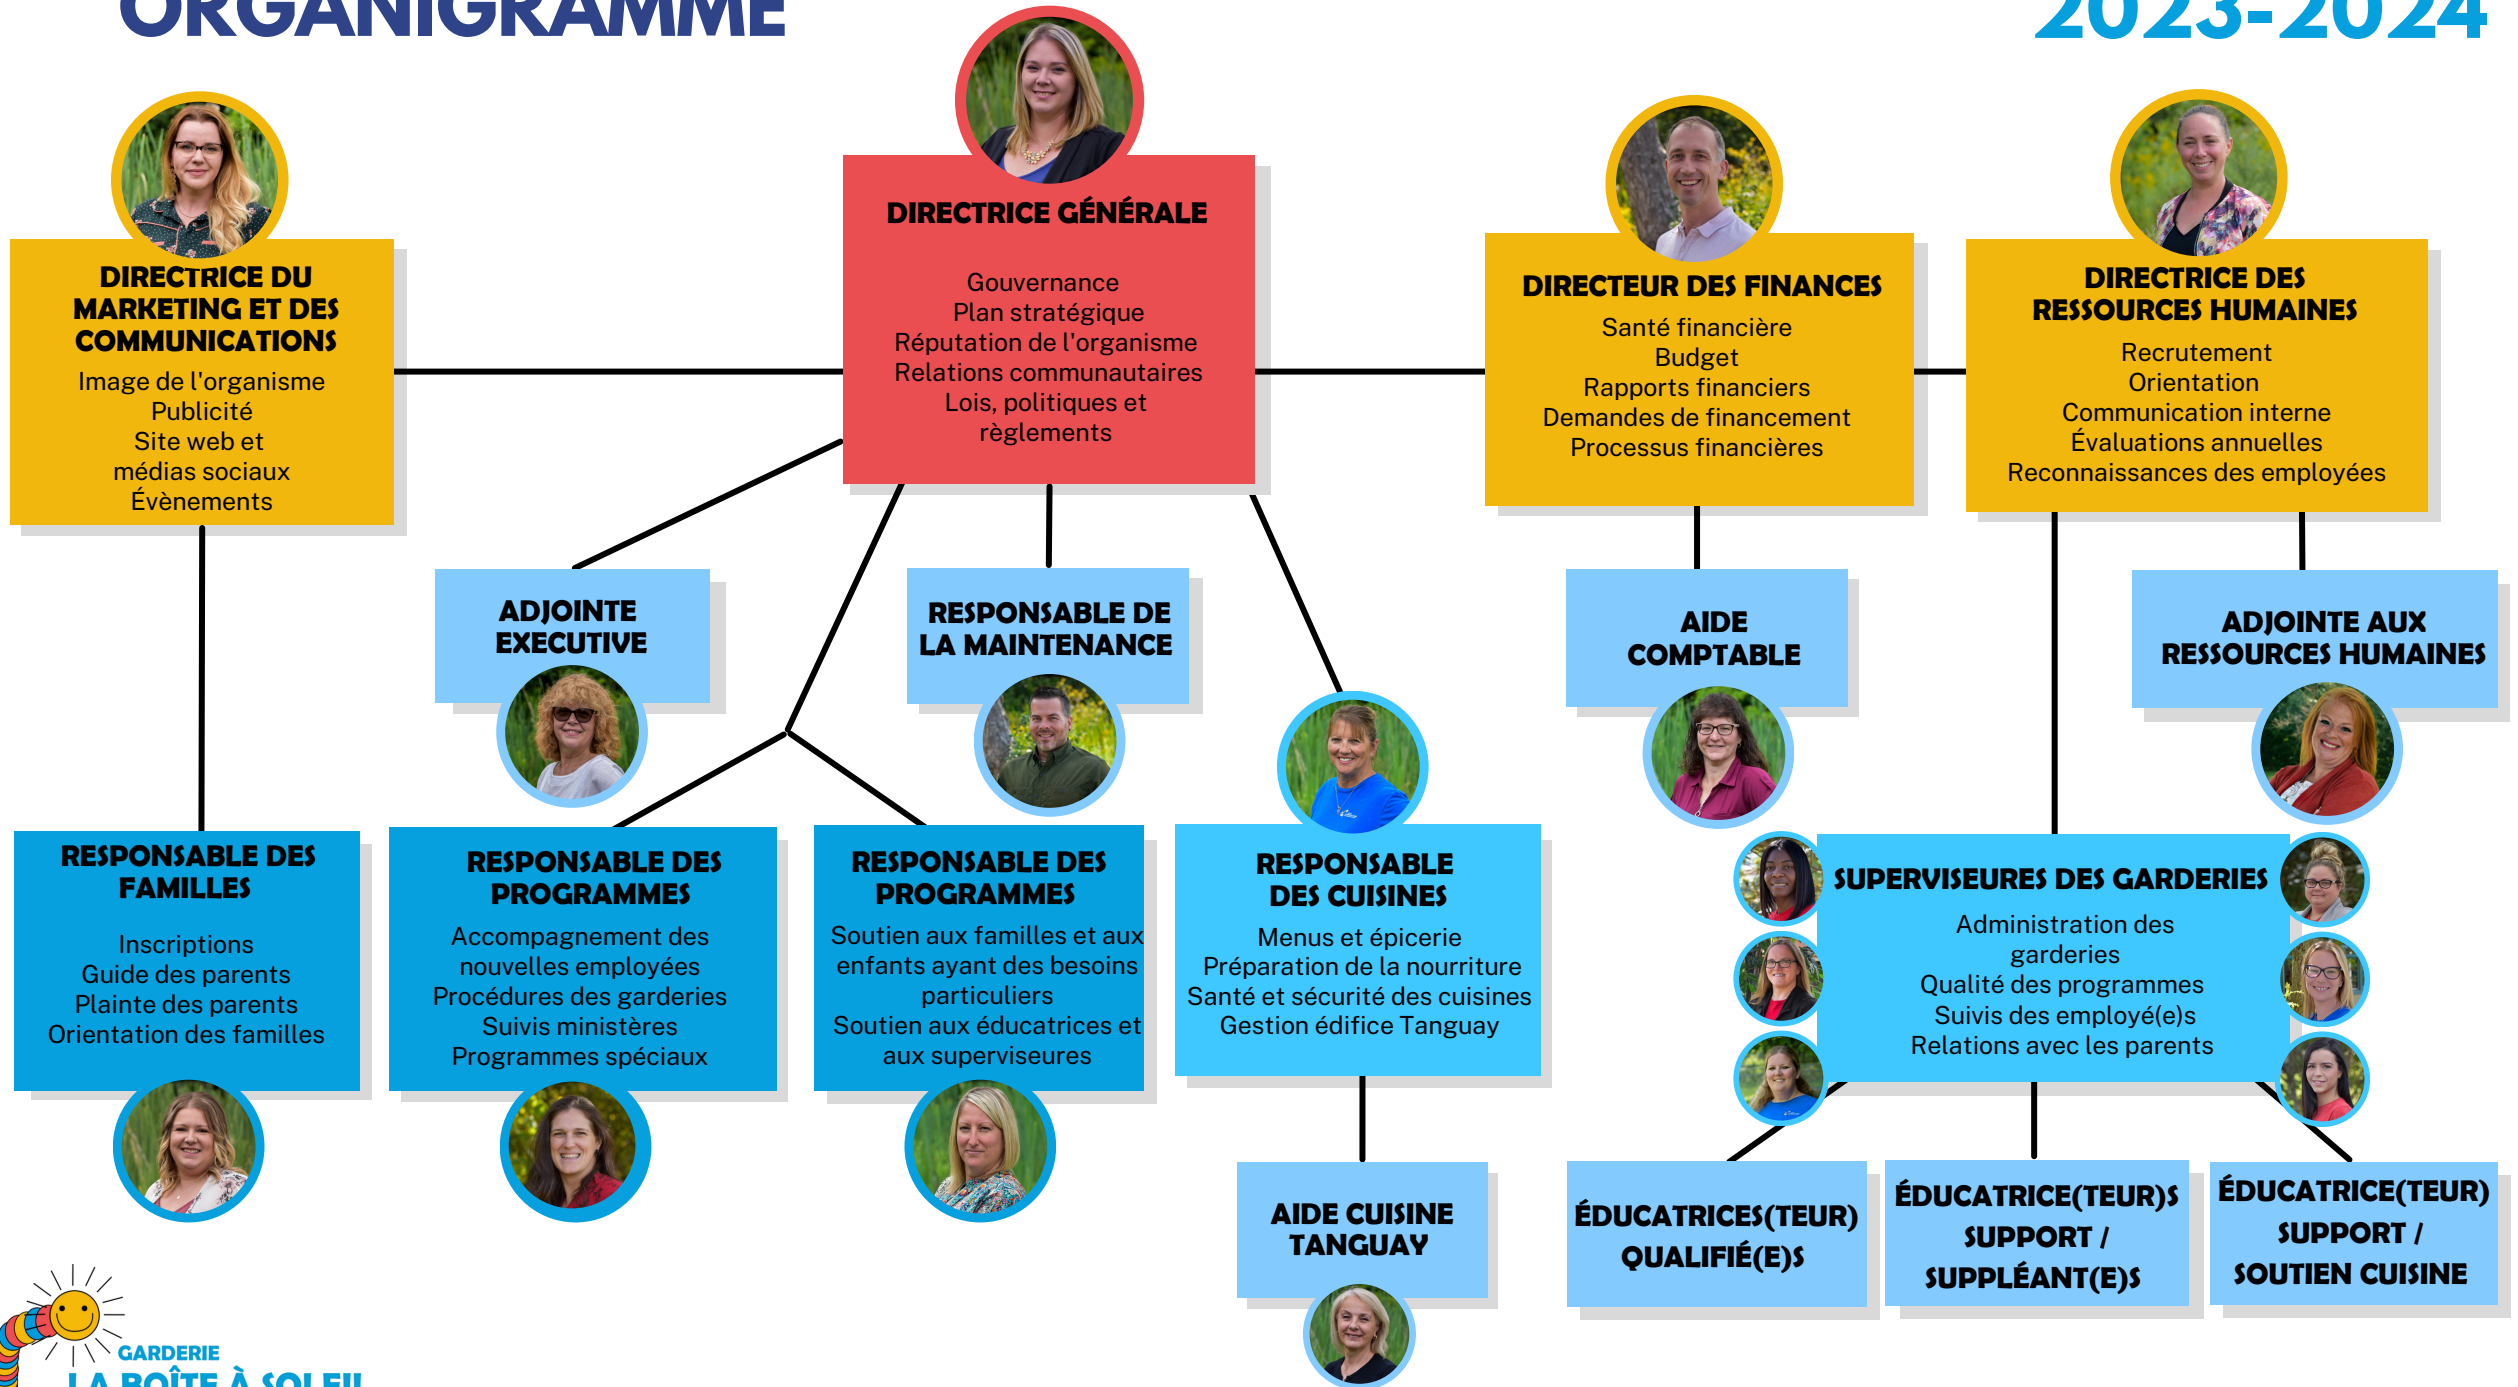 ORGANIGRAMME
2023-2024
DIRECTRICE DU
MARKETING ET DES
COMMUNICATIONS
Image de l'organisme
Publicité
Site web et
médias sociaux
Évènements
DIRECTRICE GÉNÉRALE
Gouvernance
Plan stratégique
Réputation de l'organisme
Relations communautaires
Lois, politiques et
règlements
DIRECTEUR DES FINANCES
Santé financière
Budget
Rapports financiers
Demandes de financement
Processus financières
DIRECTRICE DES
RESSOURCES HUMAINES
Recrutement
Orientation
Communication interne
Évaluations annuelles
Reconnaissances des employées
ADJOINTE
EXECUTIVE
RESPONSABLE DE
LA MAINTENANCE
AIDE
COMPTABLE
ADJOINTE AUX
RESSOURCES HUMAINES
RESPONSABLE DES
FAMILLES
Inscriptions
Guide des parents
Plainte des parents
Orientation des familles
RESPONSABLE DES
PROGRAMMES
Accompagnement des
nouvelles employées
Procédures des garderies
Suivis ministères
Programmes spéciaux
RESPONSABLE DES
PROGRAMMES
Soutien aux familles et aux
enfants ayant des besoins
particuliers
Soutien aux éducatrices et
aux superviseures
RESPONSABLE
DES CUISINES
Menus et épicerie
Préparation de la nourriture
Santé et sécurité des cuisines
Gestion édifice Tanguay
SUPERVISEURES DES GARDERIES
Administration des
garderies
Qualité des programmes
Suivis des employé(e)s
Relations avec les parents
AIDE CUISINE
TANGUAY
ÉDUCATRICES(TEUR)
QUALIFIÉ(E)S
ÉDUCATRICE(TEUR)S
SUPPORT /
SUPPLÉANT(E)S
ÉDUCATRICE(TEUR)
SUPPORT /
SOUTIEN CUISINE
GARDERIE
LA BOÎTE À SOLEIL